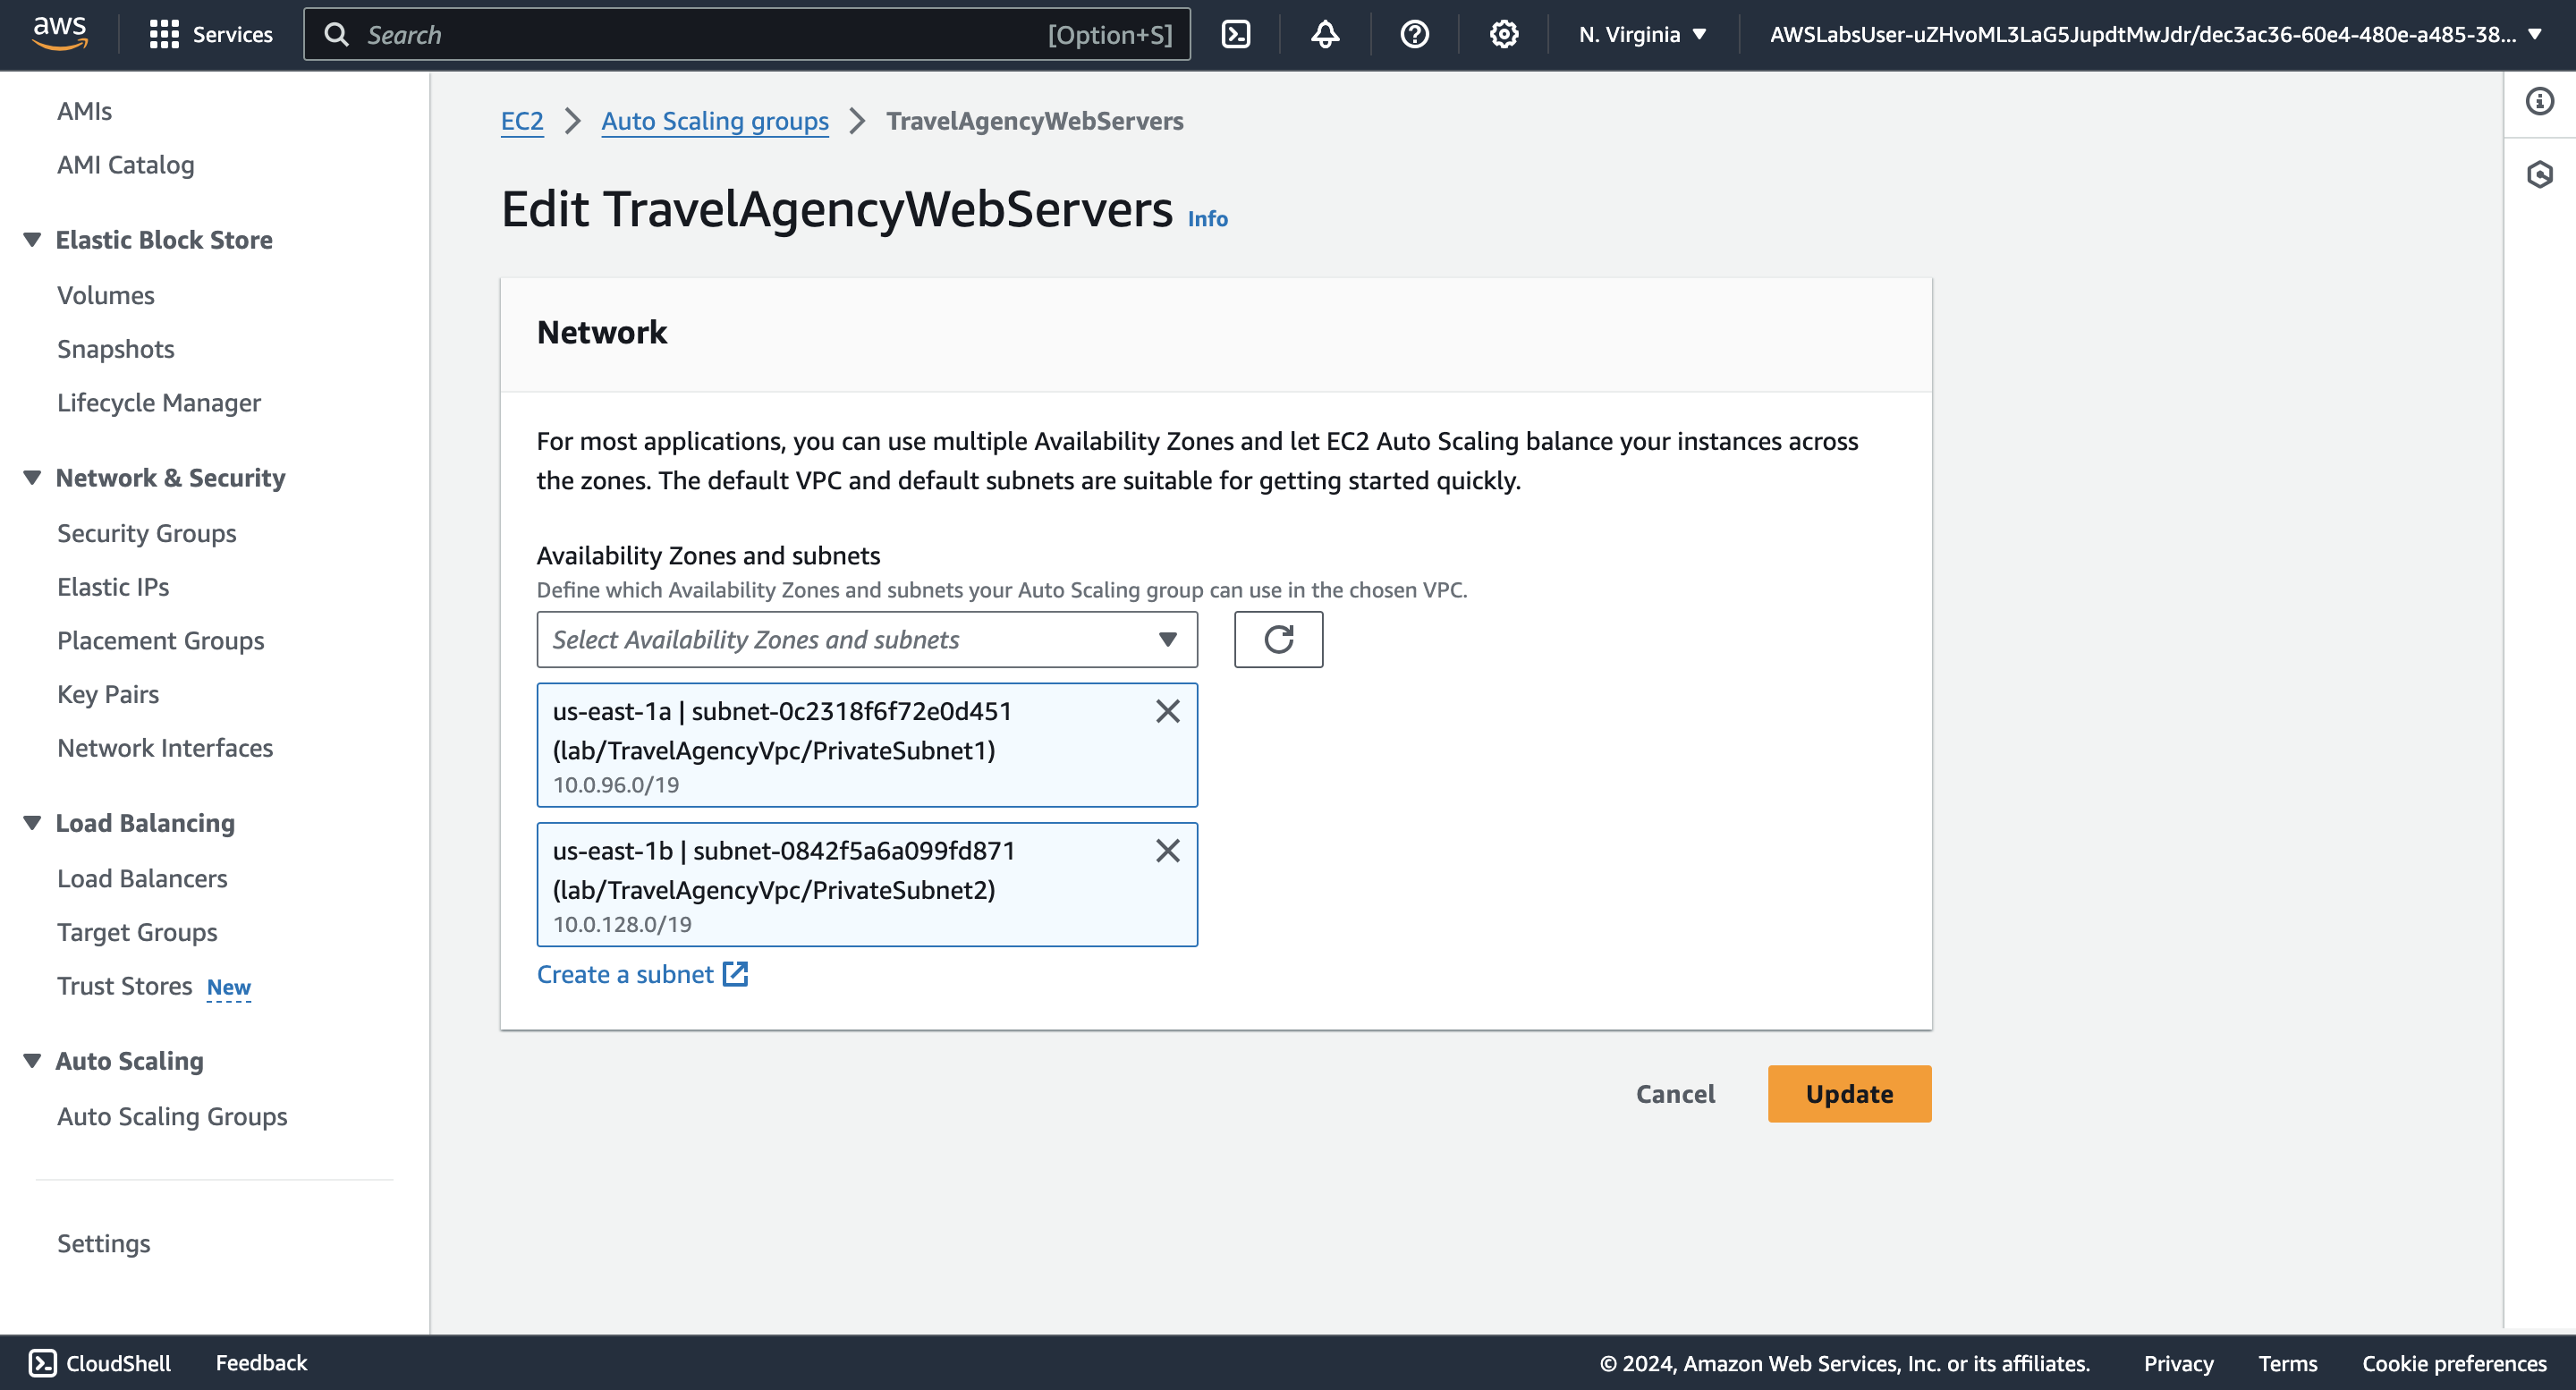 aws
Services
Search
[Option+S]
N. Virginia
AWSLabsUser-uZHvoML3LaG5JupdtMwJdr/dec3ac36-60e4-480e-a485-38...
AMIs
AMI Catalog
Elastic Block Store
Volumes
Snapshots
Lifecycle Manager
Network & Security
Security Groups
Elastic IPs
Placement Groups
Key Pairs
Network Interfaces
Load Balancing
Load Balancers
Target Groups
Trust Stores New
Auto Scaling
Auto Scaling Groups
Settings
EC2 > Auto Scaling groups > TravelAgencyWebServers
Edit TravelAgencyWebServers Info
Network
For most applications, you can use multiple Availability Zones and let EC2 Auto Scaling balance your instances across
the zones. The default VPC and default subnets are suitable for getting started quickly.
Availability Zones and subnets
Define which Availability Zones and subnets your Auto Scaling group can use in the chosen VPC.
Select Availability Zones and subnets
us-east-1a | subnet-0c2318f6f72e0d451
(lab/TravelAgencyVpc/PrivateSubnet1)
10.0.96.0/19
us-east-1b | subnet-0842f5a6a099fd871
(lab/TravelAgencyVpc/PrivateSubnet2)
10.0.128.0/19
Create a subnet
Cancel
Update
CloudShell
Feedback
© 2024, Amazon Web Services, Inc. or its affiliates.
Privacy
Terms
Cookie preferences